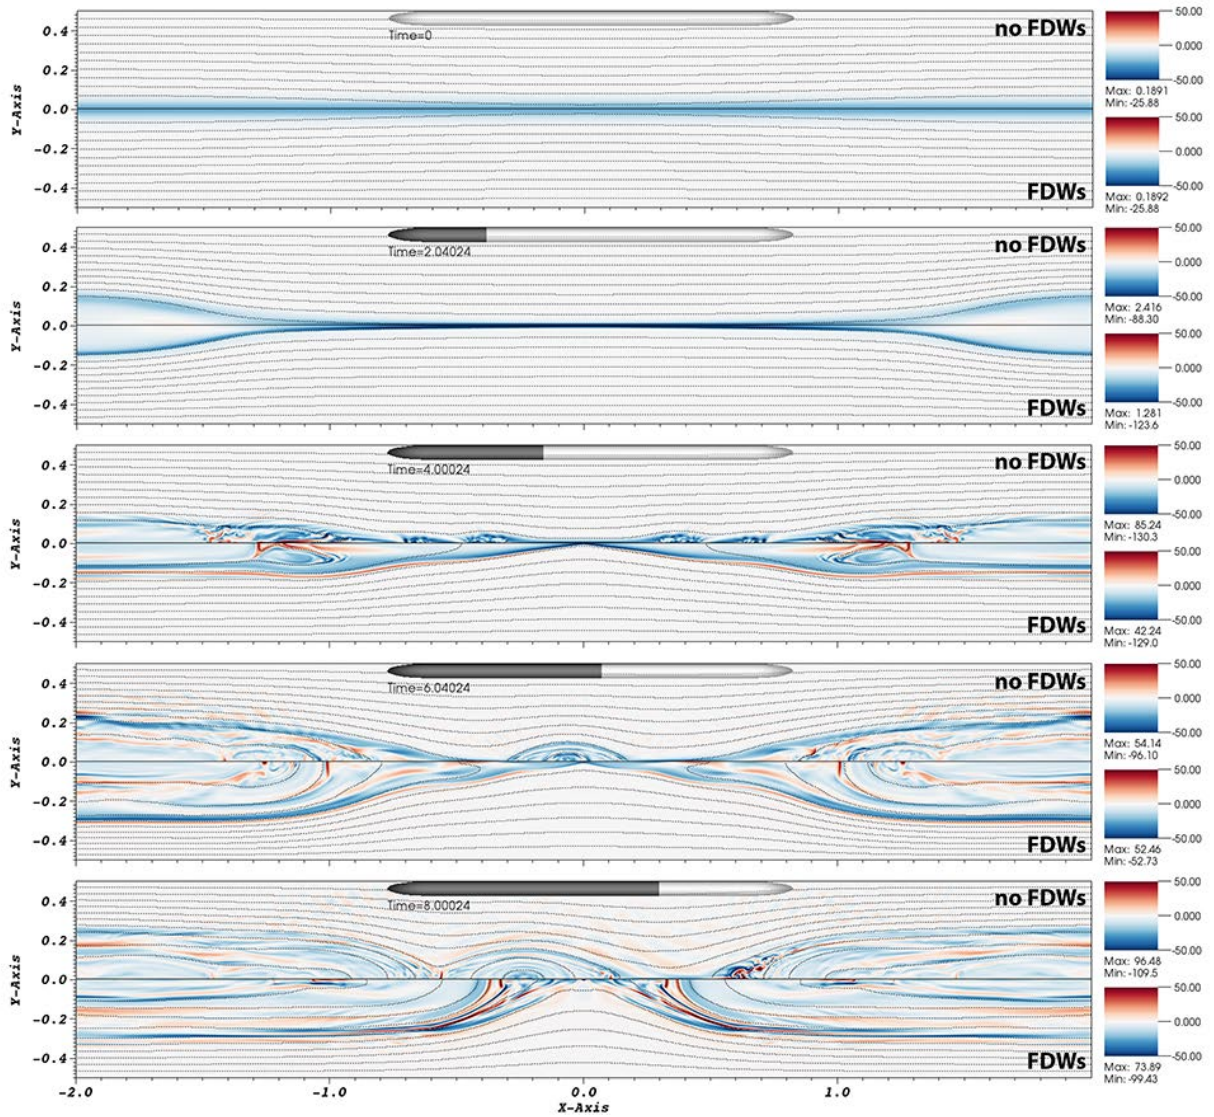 no FDWs
0.4
0.2
0.0
-0.2
-0.4
Y-Axis
Time=0
FDWs
50.00
0.000
-50.00
Max: 0.1891
Min: -25.88
50.00
0.000
-50.00
Max: 0.1892
Min: -25.88
no FDWs
0.4
0.2
0.0
-0.2
-0.4
Y-Axis
Time=2.04024
FDWs
50.00
0.000
-50.00
Max: 2.416
Min: -88.30
50.00
0.000
-50.00
Max: 1.281
Min: -123.6
no FDWs
0.4
0.2
0.0
-0.2
-0.4
Y-Axis
Time=4.00024
FDWs
50.00
0.000
-50.00
Max: 85.24
Min: -130.3
50.00
0.000
-50.00
Max: 42.24
Min: -129.0
no FDWs
0.4
0.2
0.0
-0.2
-0.4
Y-Axis
Time=6.04024
FDWs
50.00
0.000
-50.00
Max: 54.14
Min: -96.10
50.00
0.000
-50.00
Max: 52.46
Min: -52.73
no FDWs
0.4
0.2
0.0
-0.2
-0.4
Y-Axis
Time=8.00024
FDWs
50.00
0.000
-50.00
Max: 96.48
Min: -109.5
50.00
0.000
-50.00
Max: 73.89
Min: -99.43
-2.0
-1.0
0.0
1.0
X-Axis